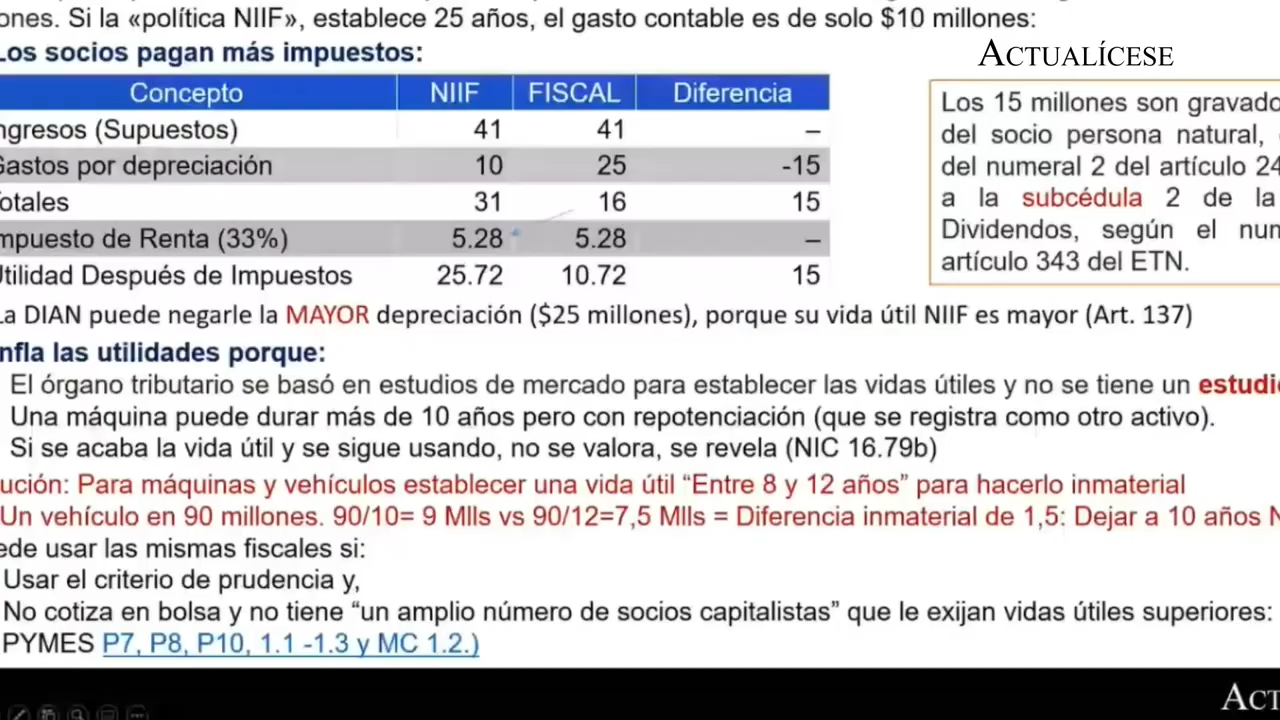 ones. Si la «política NIIF», establece 25 años, el gasto contable es de solo $10 millones:
Los socios pagan más impuestos:
ACTUALÍCESE
Concepto NIIF FISCAL Diferencia
ngresos (Supuestos) 41 41 –
Gastos por depreciación 10 25 -15
Totales 31 16 15
mpuesto de Renta (33%) 5.28 5.28 –
Utilidad Después de Impuestos 25.72 10.72 15
Los 15 millones son gravado
del socio persona natural,
del numeral 2 del artículo 24
a la subcédula 2 de la
Dividendos, según el num
artículo 343 del ETN.
La DIAN puede negarle la MAYOR depreciación ($25 millones), porque su vida útil NIIF es mayor (Art. 137)
nfla las utilidades porque:
El órgano tributario se basó en estudios de mercado para establecer las vidas útiles y no se tiene un estudi
Una máquina puede durar más de 10 años pero con repotenciación (que se registra como otro activo).
Si se acaba la vida útil y se sigue usando, no se valora, se revela (NIC 16.79b)
ución: Para máquinas y vehículos establecer una vida útil “Entre 8 y 12 años” para hacerlo inmaterial
Un vehículo en 90 millones. 90/10= 9 Mlls vs 90/12=7,5 Mlls = Diferencia inmaterial de 1,5: Dejar a 10 años N
ede usar las mismas fiscales si:
Usar el criterio de prudencia y,
No cotiza en bolsa y no tiene “un amplio número de socios capitalistas” que le exijan vidas útiles superiores:
PYMES P7, P8, P10, 1.1 -1.3 y MC 1.2.)
ACT